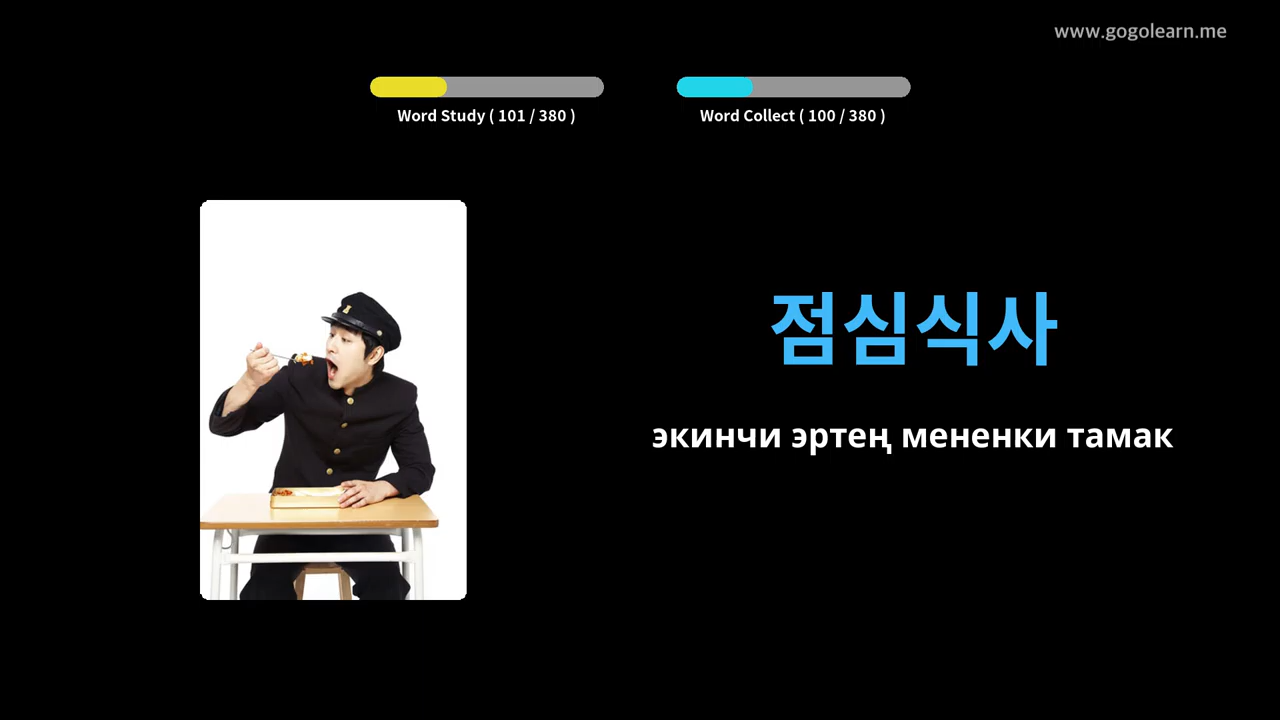 www.gogolearn.me
Word Study ( 101 / 380 )
Word Collect ( 100 / 380 )
점심식사
экинчи эртең мененки тамак